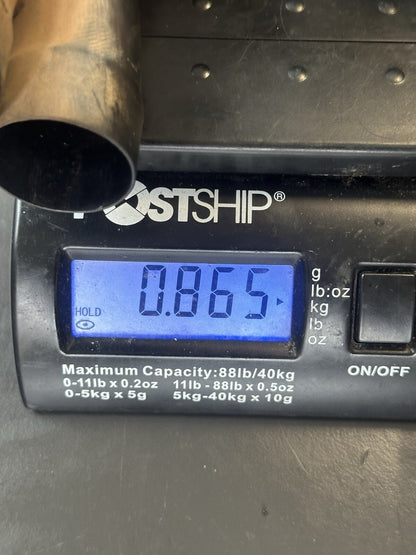 POSTSHIP®
HOLD
0.865
g
lb:oz
kg
lb
oz
ON/OFF
Maximum Capacity:88lb/40kg
0-11lb x 0.2oz 11lb - 88lb x 0.5oz
0-5kg x 5g 5kg-40kg x 10g